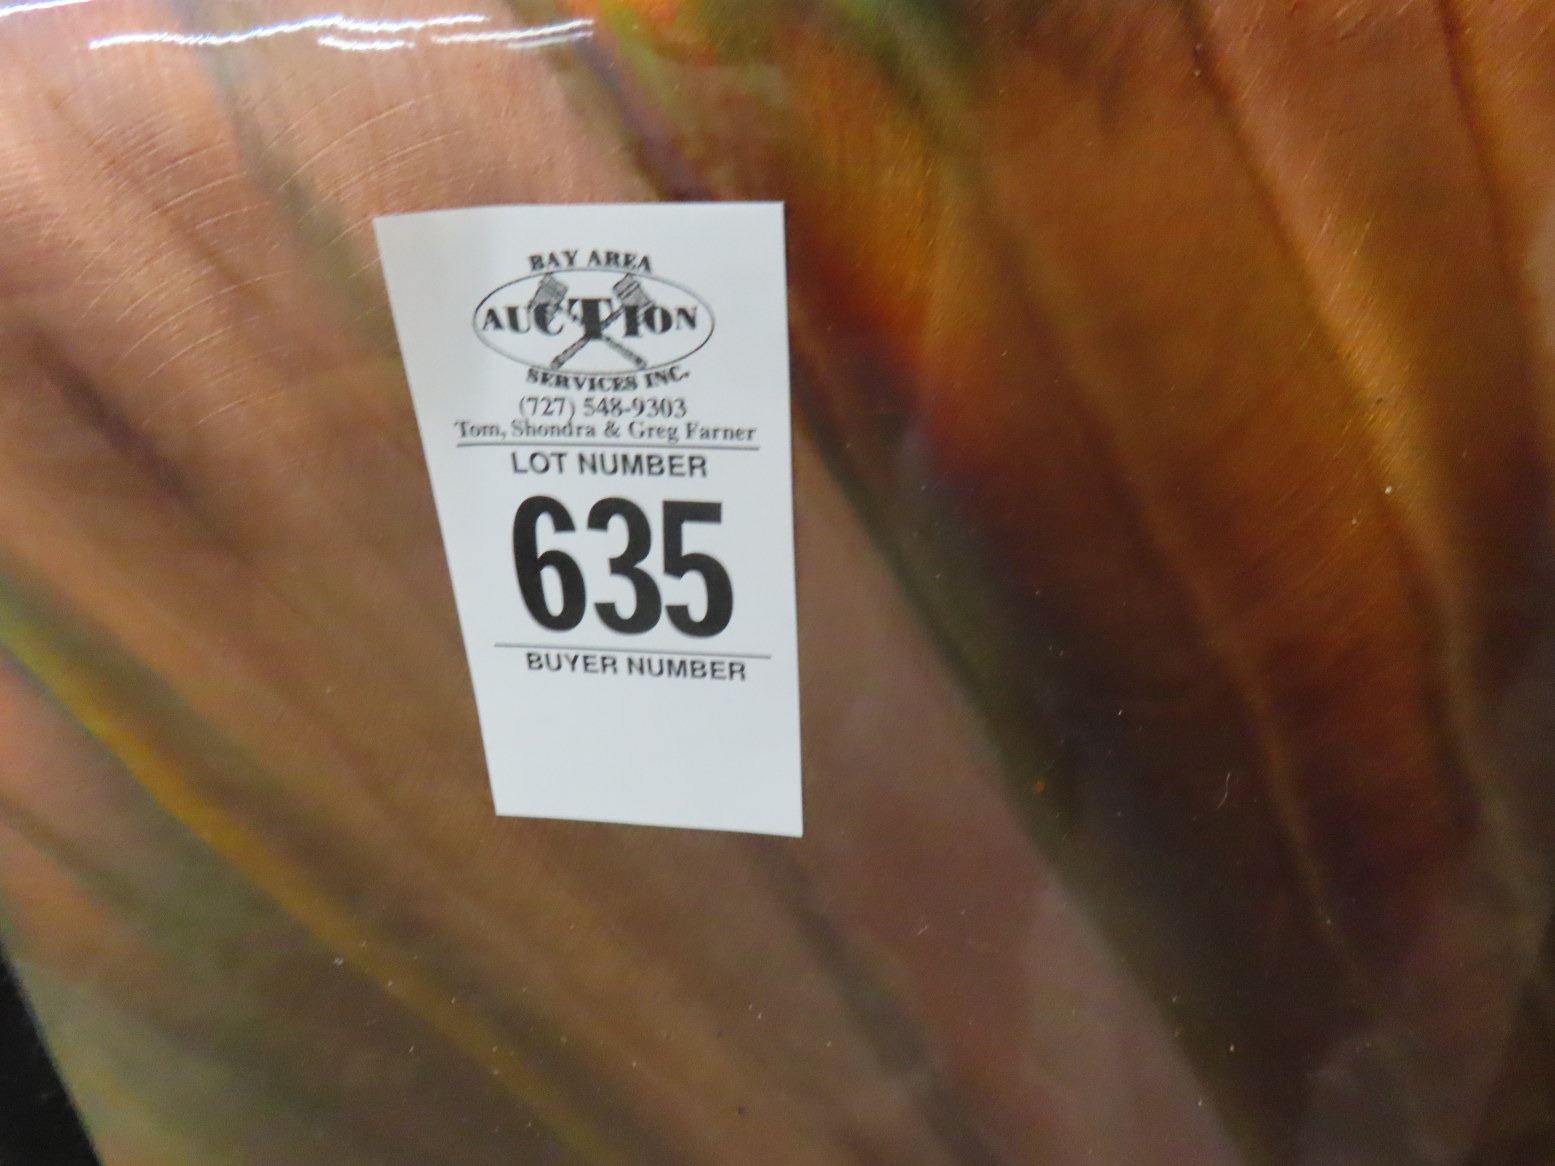 BAY AREA
AUCTION
SERVICES INC.
(727) 548-9303
Tom, Shondra & Greg Farner
LOT NUMBER
635
BUYER NUMBER